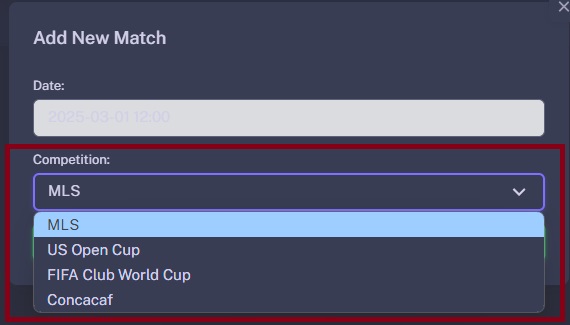 Add New Match
Date:
2025-03-01 12:00
Competition:
MLS
MLS
US Open Cup
FIFA Club World Cup
Concacaf